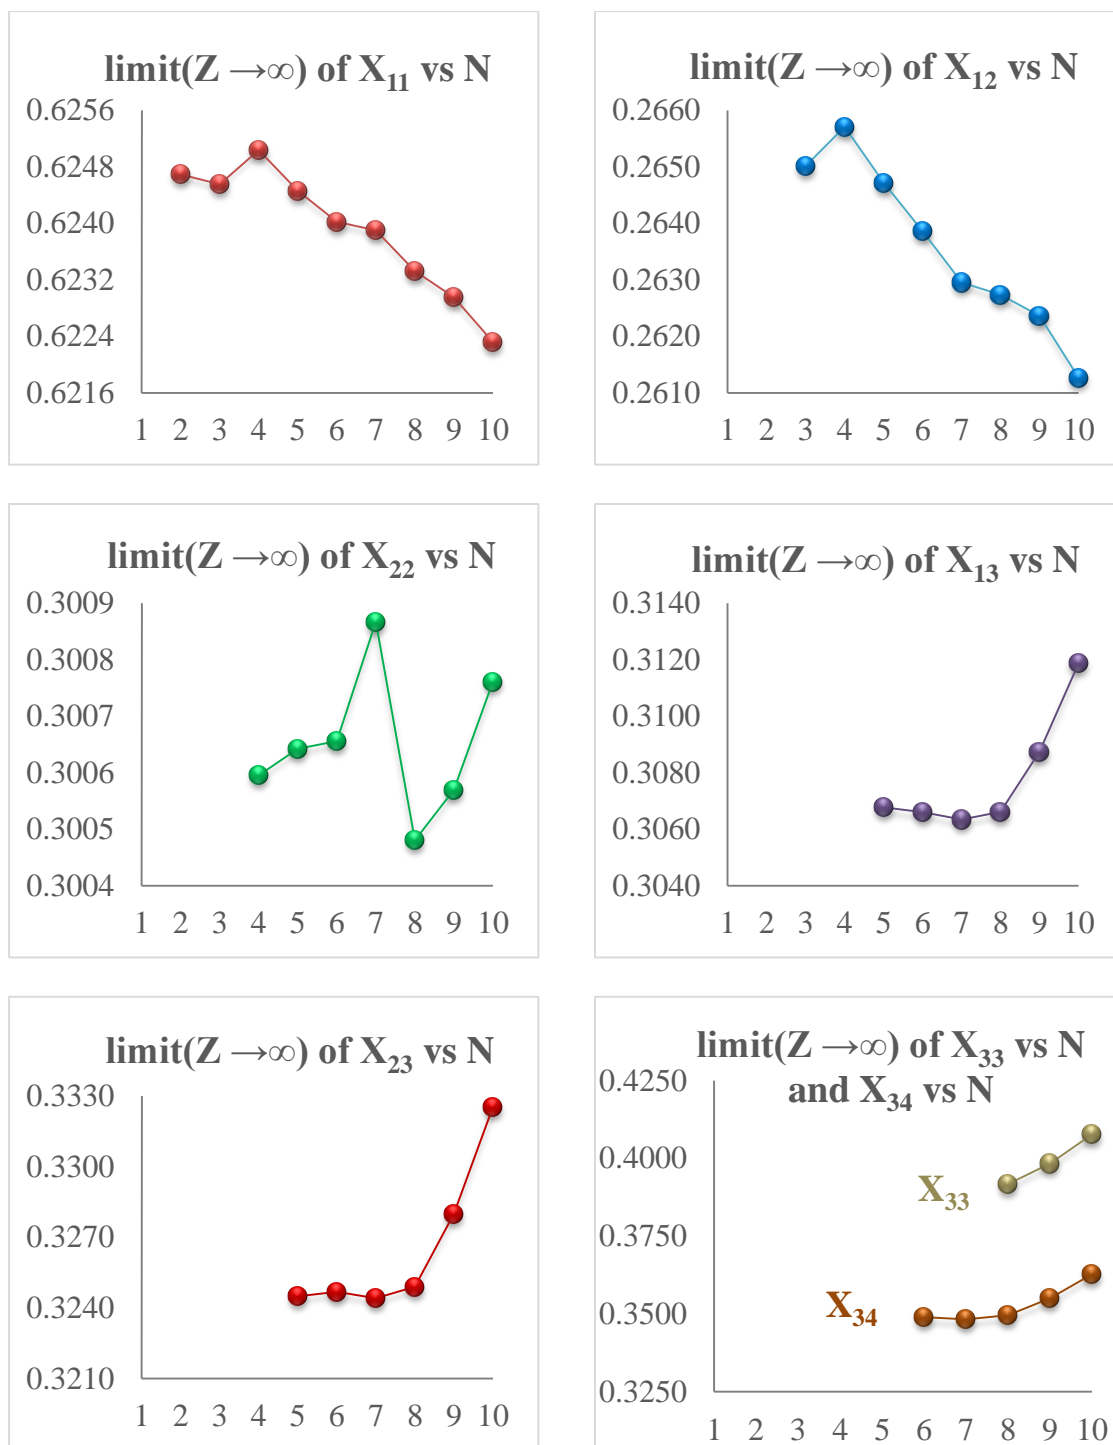 limit(Z →∞) of X₁₁ vs N
0.6256
0.6248
0.6240
0.6232
0.6224
0.6216
1 2 3 4 5 6 7 8 9 10
limit(Z →∞) of X₁₂ vs N
0.2660
0.2650
0.2640
0.2630
0.2620
0.2610
1 2 3 4 5 6 7 8 9 10
limit(Z →∞) of X₂₂ vs N
0.3009
0.3008
0.3007
0.3006
0.3005
0.3004
1 2 3 4 5 6 7 8 9 10
limit(Z →∞) of X₁₃ vs N
0.3140
0.3120
0.3100
0.3080
0.3060
0.3040
1 2 3 4 5 6 7 8 9 10
limit(Z →∞) of X₂₃ vs N
0.3330
0.3300
0.3270
0.3240
0.3210
1 2 3 4 5 6 7 8 9 10
limit(Z →∞) of X₃₃ vs N
and X₃₄ vs N
0.4250
0.4000
X₃₃
0.3750
0.3500
X₃₄
0.3250
1 2 3 4 5 6 7 8 9 10